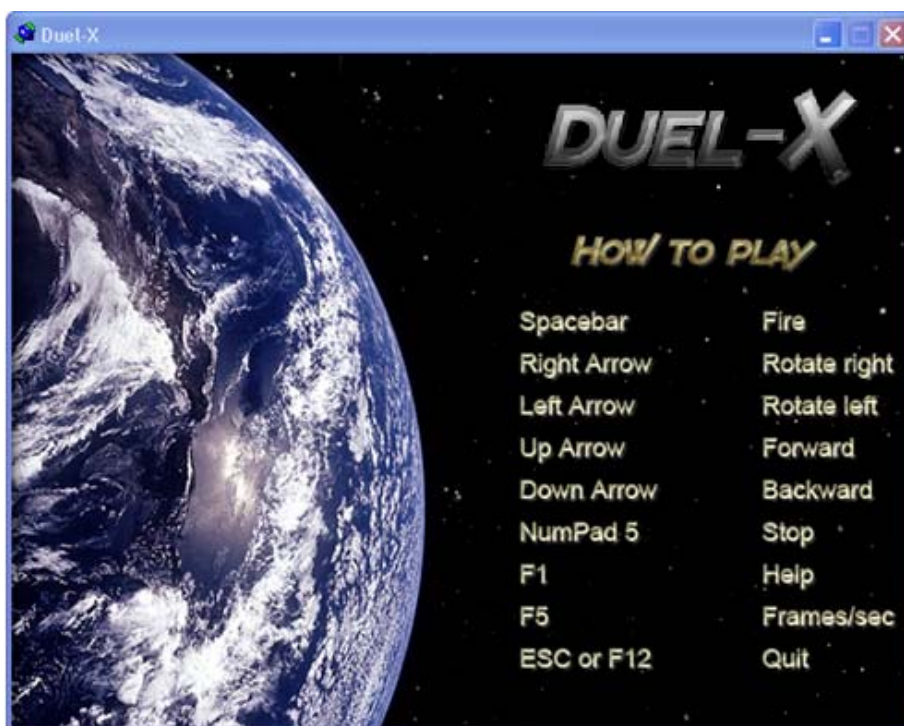 Duel-X
DUEL-X
HOW TO PLAY
Spacebar Fire
Right Arrow Rotate right
Left Arrow Rotate left
Up Arrow Forward
Down Arrow Backward
NumPad 5 Stop
F1 Help
F5 Frames/sec
ESC or F12 Quit